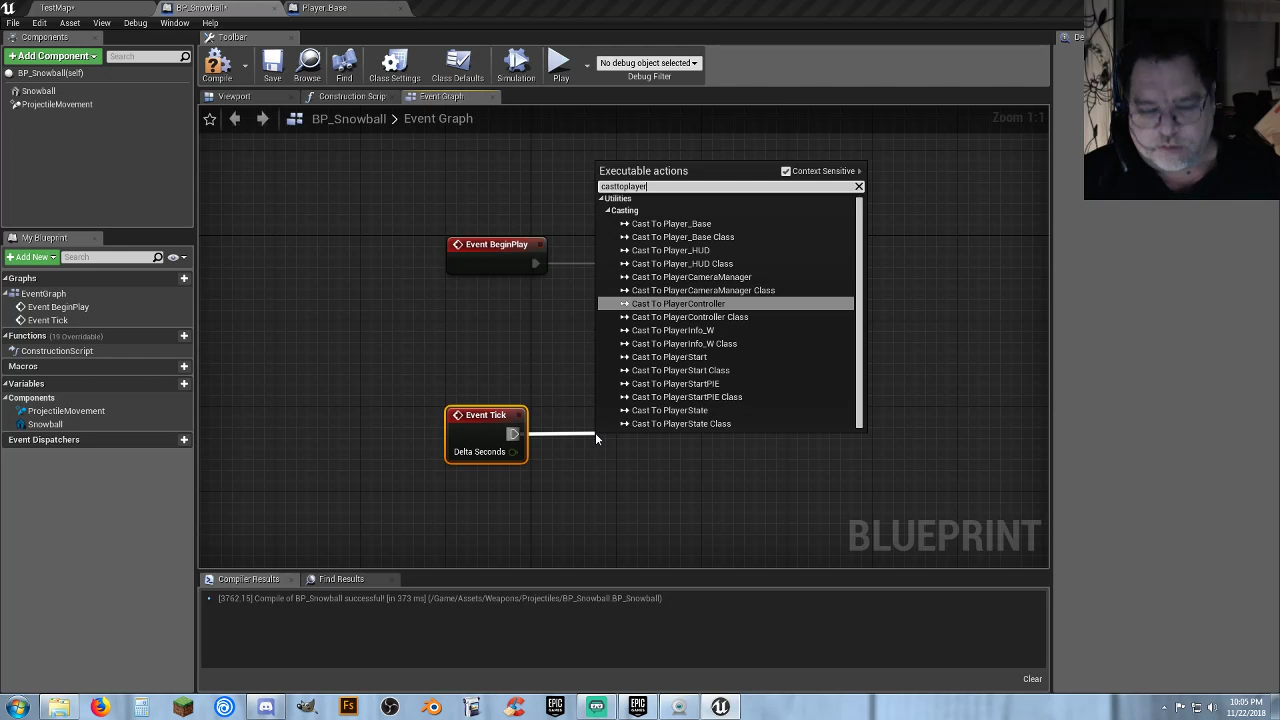 TestMap*
BP_Snowball*
Player_Base
File Edit Asset View Debug Window Help
Components
Toolbar
De
+ Add Component
Search
Compile Save Browse Find Class Settings Class Defaults Simulation Play
No debug object selected
Debug Filter
BP_Snowball(self)
Snowball
ProjectileMovement
Viewport
Construction Scrip
Event Graph
BP_Snowball > Event Graph
Zoom 1:1
Executable actions
Context Sensitive
casttoplayer
Utilities
Casting
Cast To Player_Base
Cast To Player_Base Class
Cast To Player_HUD
Cast To Player_HUD Class
Cast To PlayerCameraManager
Cast To PlayerCameraManager Class
Cast To PlayerController
Cast To PlayerController Class
Cast To PlayerInfo_W
Cast To PlayerInfo_W Class
Cast To PlayerStart
Cast To PlayerStart Class
Cast To PlayerStartPIE
Cast To PlayerStartPIE Class
Cast To PlayerState
Cast To PlayerState Class
Event BeginPlay
Event Tick
Delta Seconds
BLUEPRINT
My Blueprint
+ Add New
Search
Graphs
EventGraph
Event BeginPlay
Event Tick
Functions (19 Overridable)
ConstructionScript
Macros
Variables
Components
ProjectileMovement
Snowball
Event Dispatchers
Compiler Results
Find Results
[3762.15] Compile of BP_Snowball successful! [in 373 ms] (/Game/Assets/Weapons/Projectiles/BP_Snowball.BP_Snowball)
Clear
Fs
EPIC GAMES
EPIC GAMES
10:05 PM
11/22/2018